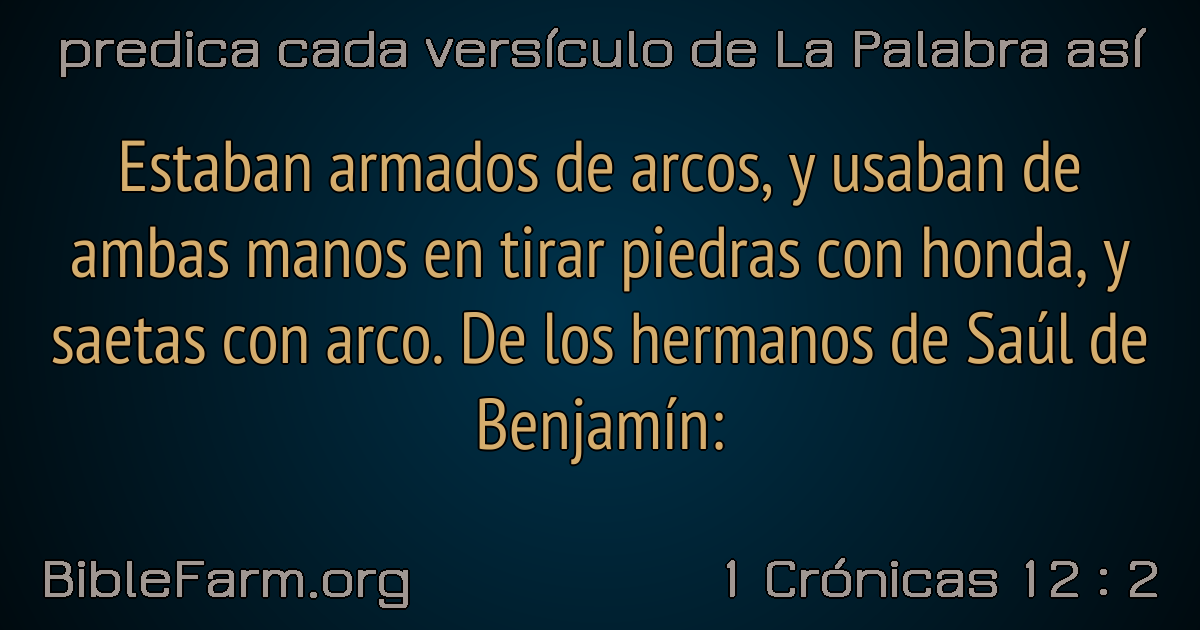 predica cada versículo de La Palabra así
Estaban armados de arcos, y usaban de
ambas manos en tirar piedras con honda, y
saetas con arco. De los hermanos de Saúl de
Benjamín:
BibleFarm.org
1 Crónicas 12 : 2